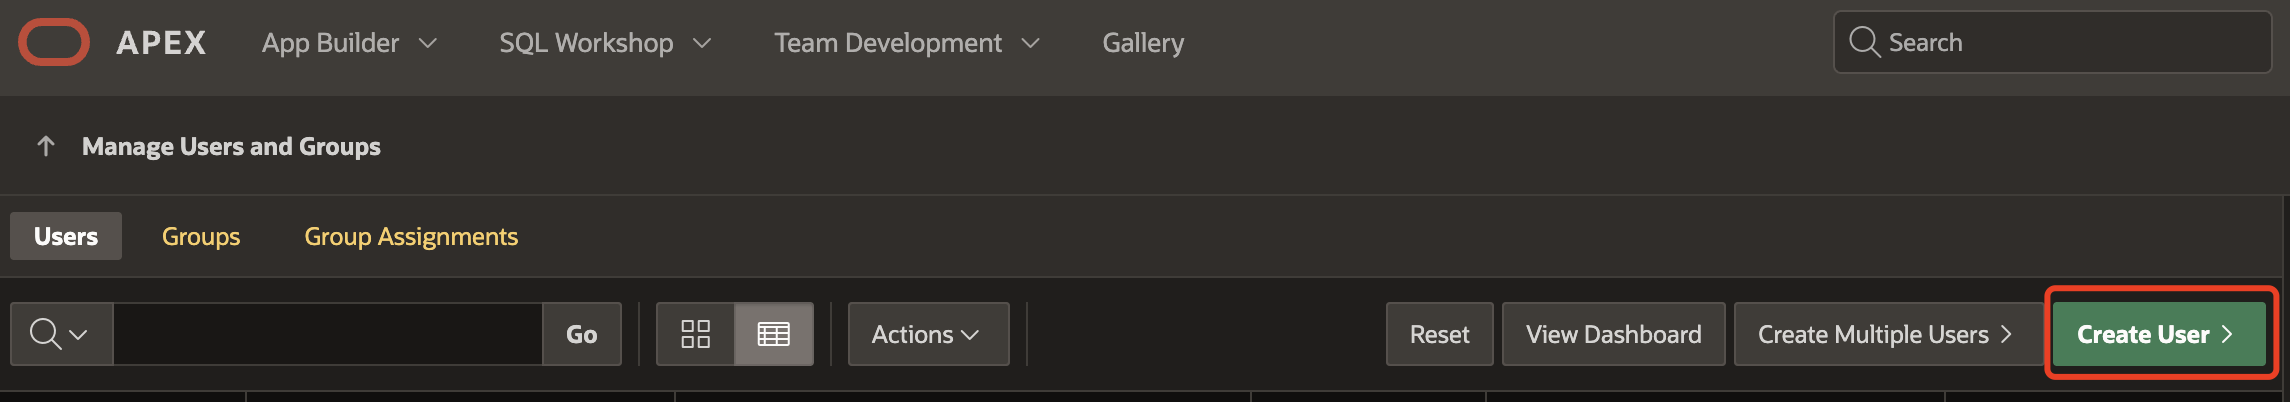 APEX App Builder SQL Workshop Team Development Gallery Search
Manage Users and Groups
Users Groups Group Assignments
Go Actions Reset View Dashboard Create Multiple Users Create User